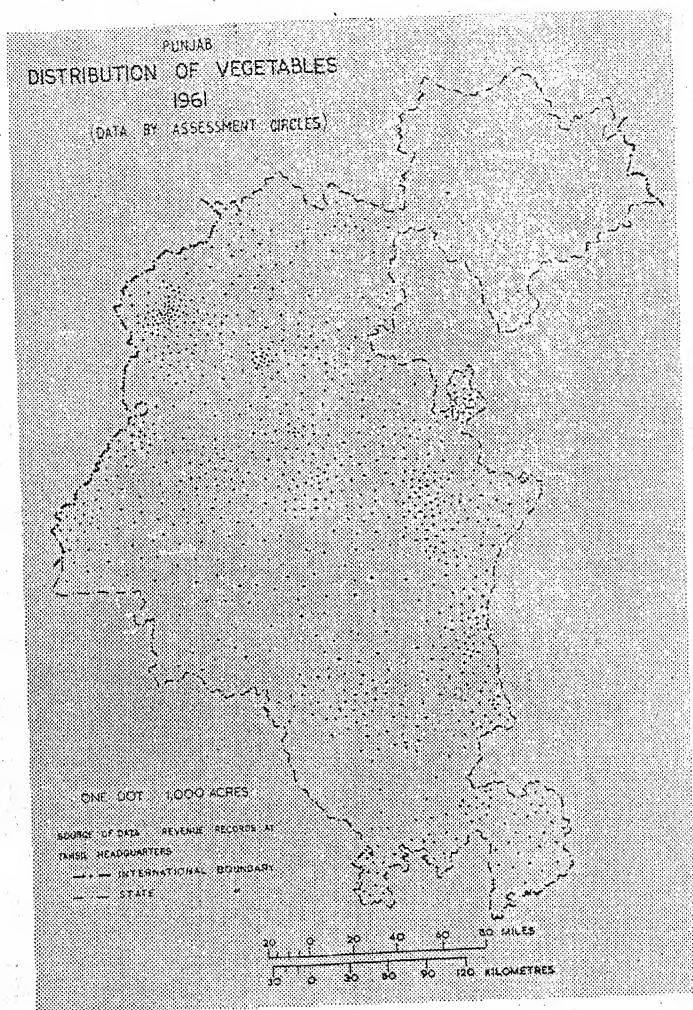 PUNJAB
DISTRIBUTION OF VEGETABLES
1961
(DATA BY ASSESSMENT CIRCLES)
ONE DOT 1,000 ACRES
SOURCE OF DATA REVENUE RECORDS AT
TAHSIL HEADQUARTERS
INTERNATIONAL BOUNDARY
STATE "
20 0 20 40 60 80 MILES
30 0 30 60 90 120 KILOMETRES